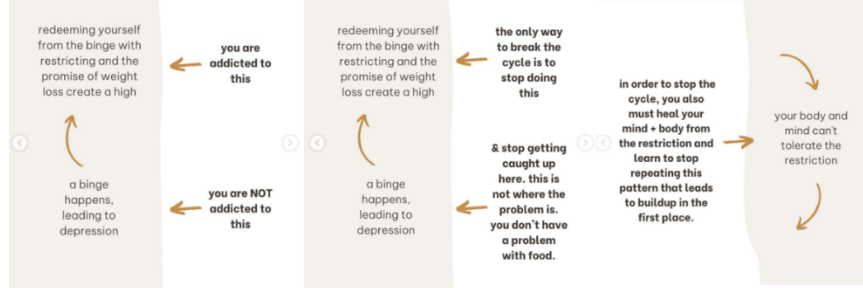 redeeming yourself
from the binge with
restricting and the
promise of weight
loss create a high
you are
addicted to
this
a binge
happens,
leading to
depression
you are NOT
addicted to
this
redeeming yourself
from the binge with
restricting and the
promise of weight
loss create a high
the only way
to break the
cycle is to
stop doing
this
a binge
happens,
leading to
depression
& stop getting
caught up
here. this is
not where the
problem is.
you don't have
a problem
with food.
in order to stop the
cycle, you also
must heal your
mind + body from
the restriction and
learn to stop
repeating this
pattern that leads
to buildup in the
first place.
your body and
mind can't
tolerate the
restriction